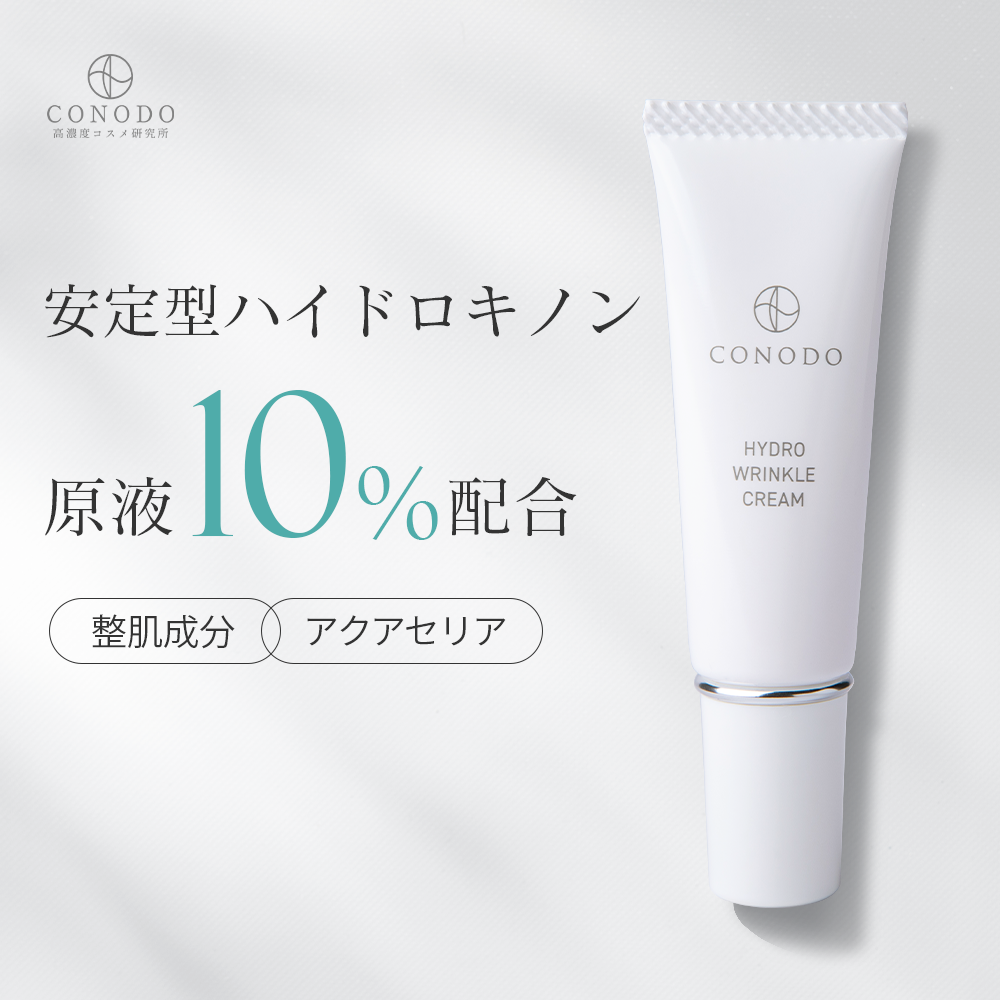 CONODO
高濃度コスメ研究所
安定型ハイドロキノン
原液10%配合
整肌成分 アクアセリア
CONODO
HYDRO
WRINKLE
CREAM